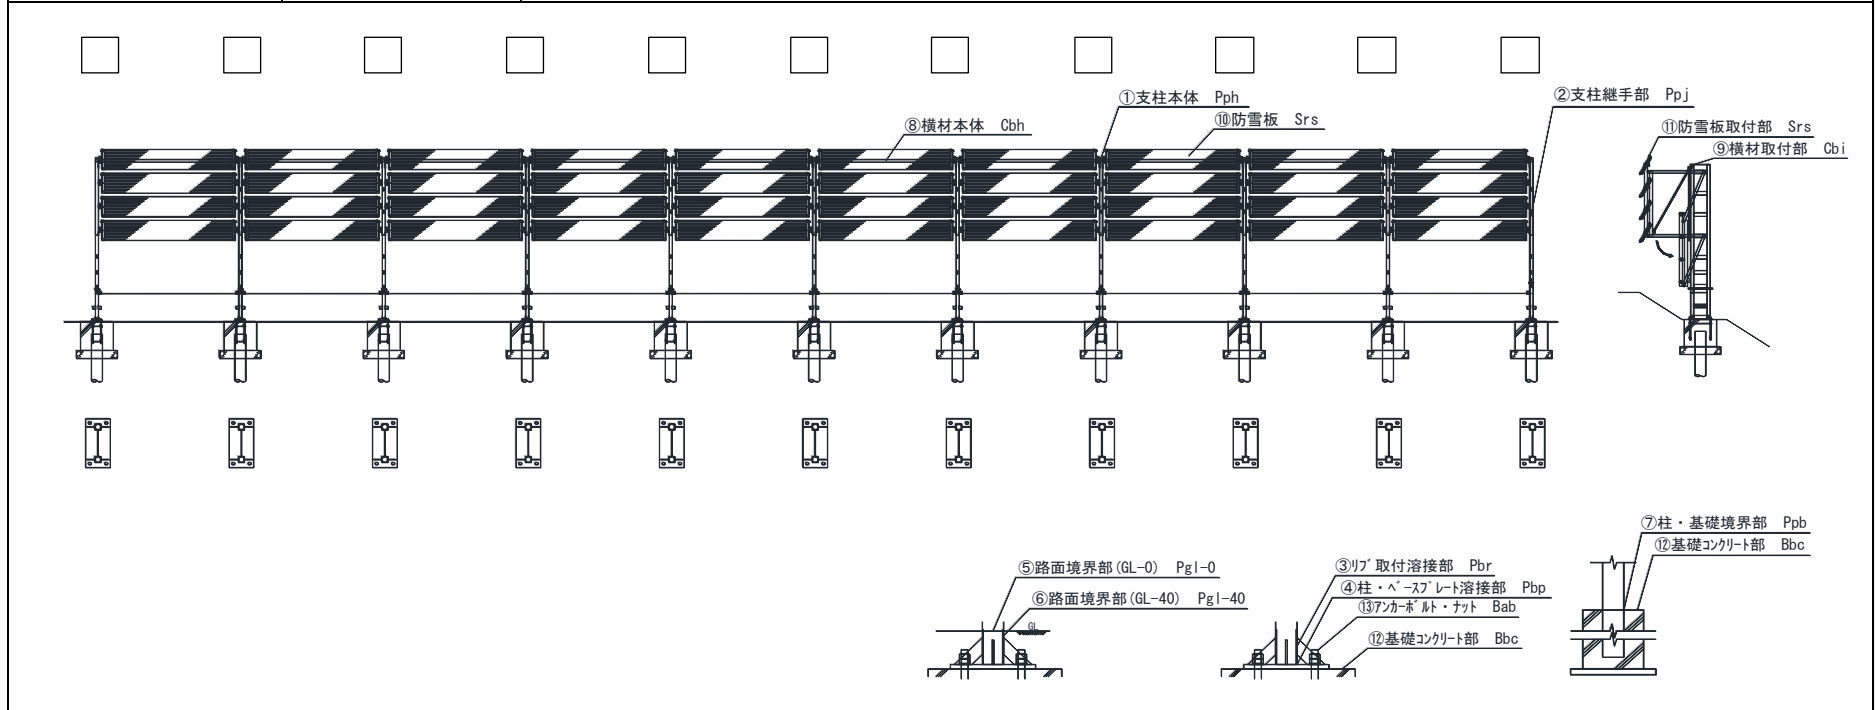 ①支柱本体 Pph
②支柱継手部 Ppj
⑧横材本体 Cbh
⑩防雪板 Srs
⑪防雪板取付部 Srs
⑨横材取付部 Cbi
⑤路面境界部(GL-0) Pgl-0
⑥路面境界部(GL-40) Pgl-40
GL
③リブ取付溶接部 Pbr
④柱・ベースプレート溶接部 Pbp
⑬アンカーボルト・ナット Bab
⑫基礎コンクリート部 Bbc
⑦柱・基礎境界部 Ppb
⑫基礎コンクリート部 Bbc